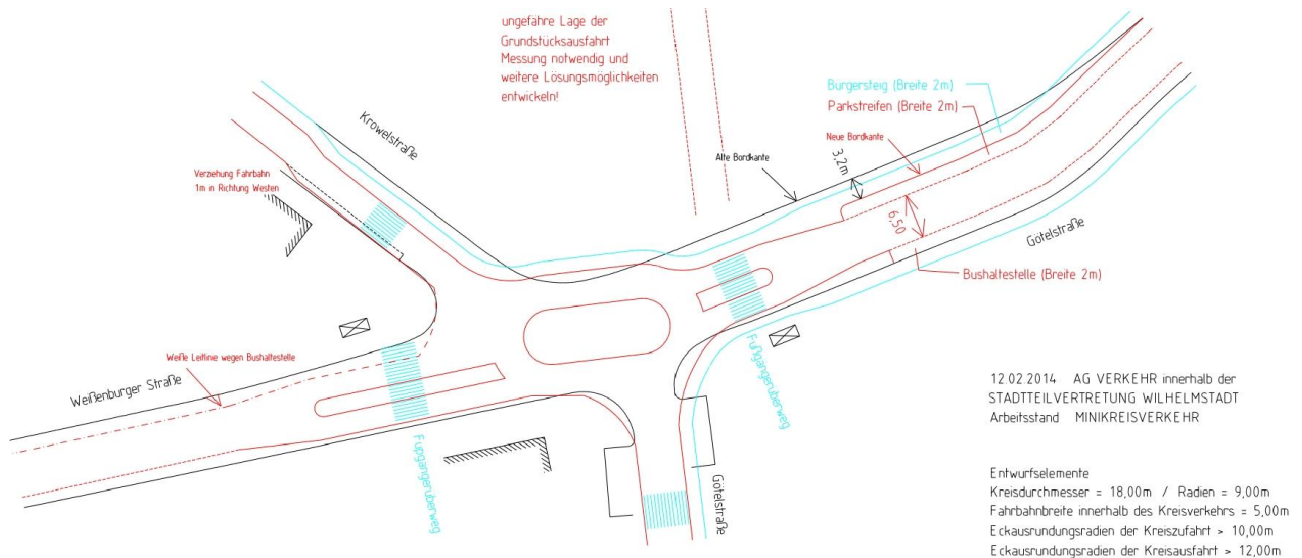 ungefähre Lage der
Grundstücksausfahrt
Messung notwendig und
weitere Lösungsmöglichkeiten
entwickeln!
Burgersteig (Breite 2m)
Parkstreifen (Breite 2m)
Neue Bordkante
Krowelstraße
Alte Bordkante
3,2m
Verziehung Fahrbahn
1m in Richtung Westen
6,50
Götelstraße
Bushaltestelle (Breite 2m)
Weiße Leitlinie wegen Bushaltestelle
Weißenburger Straße
Fußgängerüberweg
Fußgängerüberweg
Götelstraße
12.02.2014 AG VERKEHR innerhalb der
STADTTEILVERTRETUNG WILHELMSTADT
Arbeitsstand MINIKREISVERKEHR
Entwurfselemente
Kreisdurchmesser = 18,00m / Radien = 9,00m
Fahrbahnbreite innerhalb des Kreisverkehrs = 5,00m
Eckausrundungsradien der Kreiszufahrt > 10,00m
Eckausrundungsradien der Kreisausfahrt > 12,00m